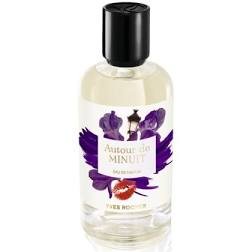 Autour de
MINUIT
EAU DE PARFUM
YVES ROCHER